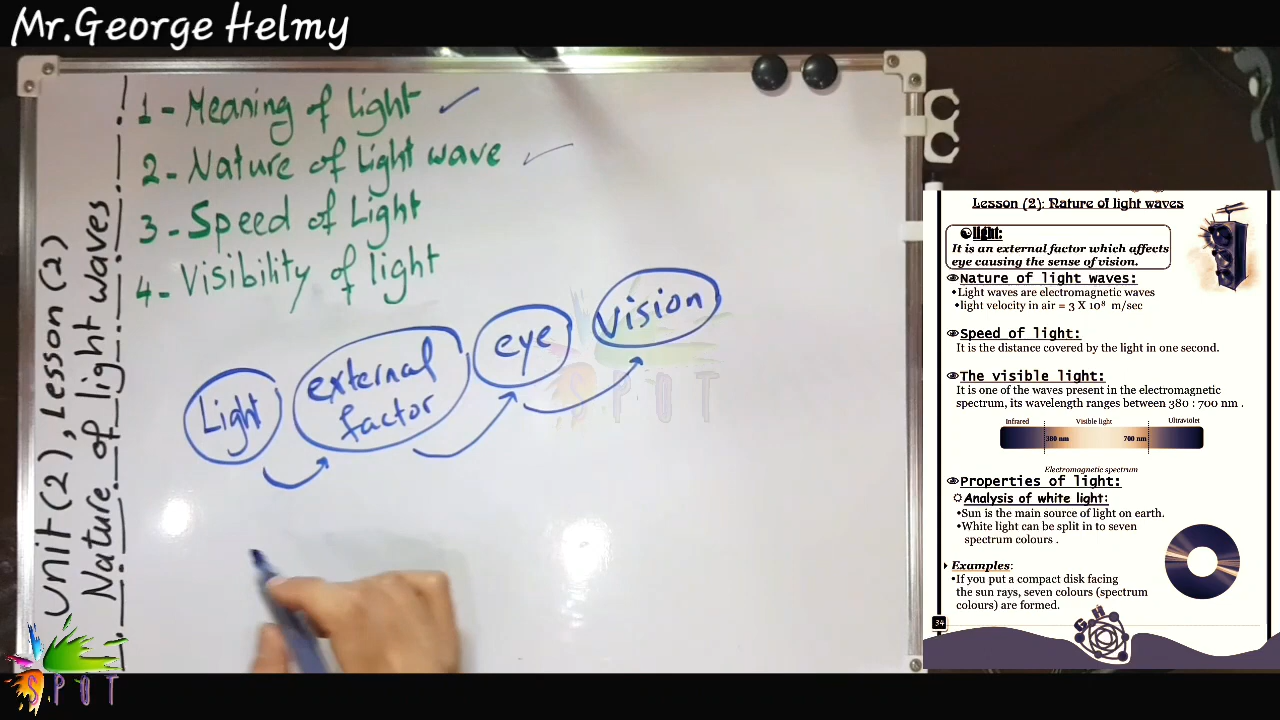 Mr.George Helmy
Unit (2), Lesson (2)
Nature of light waves
1- Meaning of light
2- Nature of Light wave
3- Speed of Light
4- Visibility of light
Light
external
factor
eye
vision
SPOT
SPOT
Lesson (2): Nature of light waves
light:
It is an external factor which affects
eye causing the sense of vision.
Nature of light waves:
•Light waves are electromagnetic waves
•light velocity in air = 3 X 10⁸ m/sec
Speed of light:
It is the distance covered by the light in one second.
The visible light:
It is one of the waves present in the electromagnetic
spectrum, its wavelength ranges between 380 : 700 nm .
Infrared Visible light Ultraviolet
380 nm 700 nm
Electromagnetic spectrum
Properties of light:
Analysis of white light:
•Sun is the main source of light on earth.
•White light can be split in to seven
spectrum colours .
Examples:
•If you put a compact disk facing
the sun rays, seven colours (spectrum
colours) are formed.
34
G H